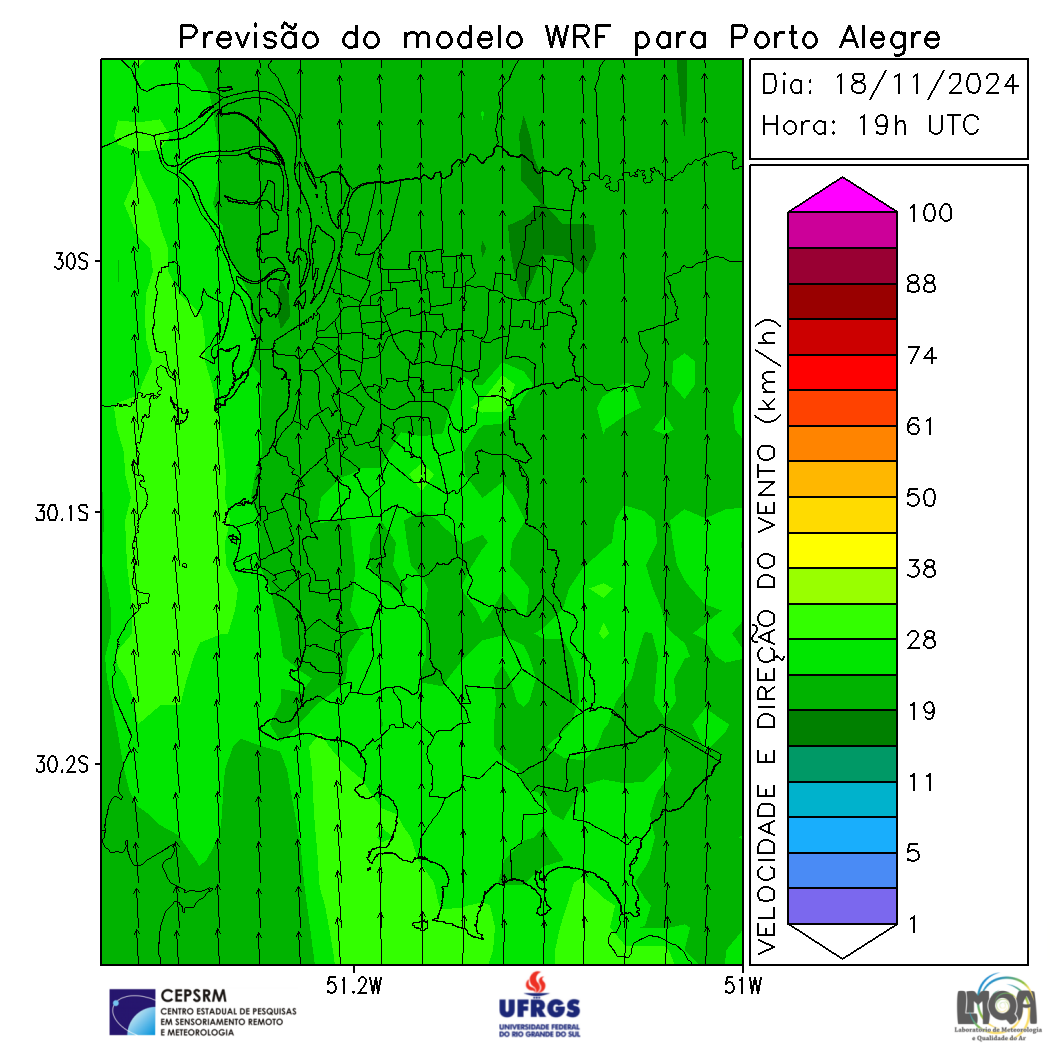 Previsão do modelo WRF para Porto Alegre
Dia: 18/11/2024
Hora: 19h UTC
30S
30.1S
30.2S
51.2W
51W
VELOCIDADE E DIREÇÃO DO VENTO (km/h)
100
88
74
61
50
38
28
19
11
5
1
CEPSRM
CENTRO ESTADUAL DE PESQUISAS
EM SENSORIAMENTO REMOTO
E METEOROLOGIA
UFRGS
UNIVERSIDADE FEDERAL
DO RIO GRANDE DO SUL
LMQA
Laboratório de Meteorologia
e Qualidade do Ar